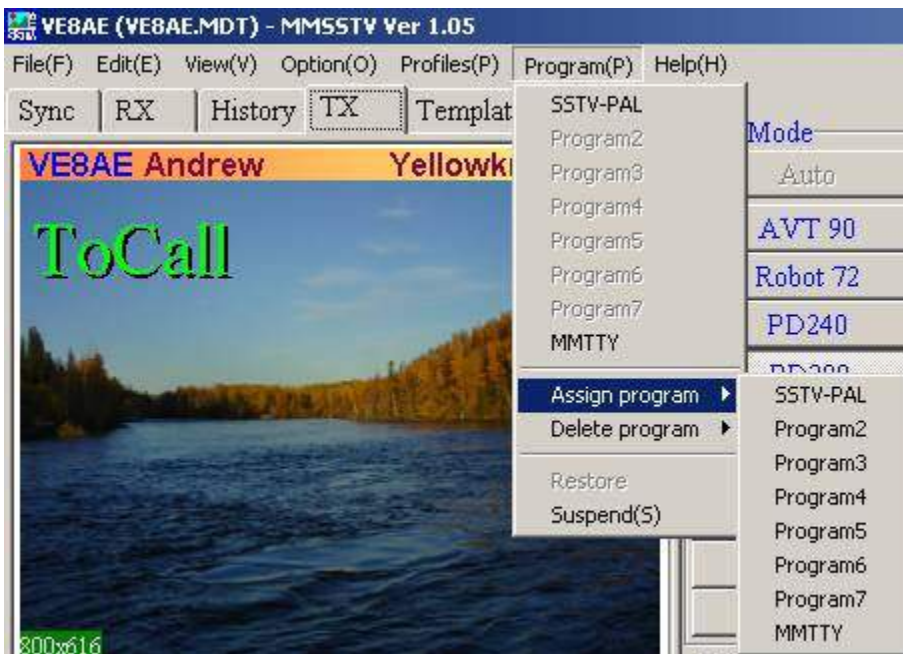 VE8AE (VE8AE.MDT) - MMSSTV Ver 1.05
File(F) Edit(E) View(V) Option(O) Profiles(P) Program(P) Help(H)
Sync RX History TX Templat
VE8AE Andrew Yellowk
ToCall
800x616
SSTV-PAL
Program2
Program3
Program4
Program5
Program6
Program7
MMTTY
Assign program
Delete program
Restore
Suspend(S)
Mode
Auto
AVT 90
Robot 72
PD240
SSTV-PAL
Program2
Program3
Program4
Program5
Program6
Program7
MMTTY